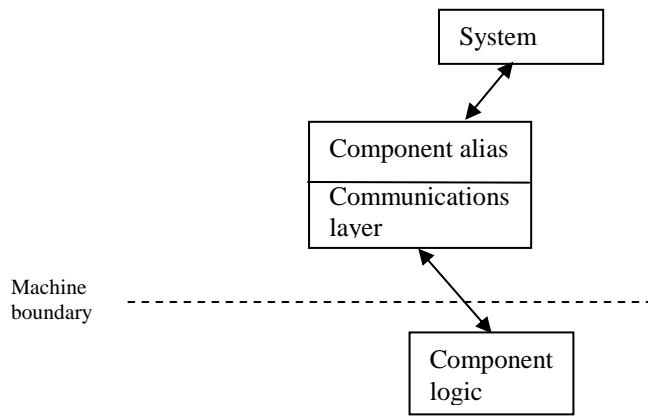 System
Component alias
Communications
layer
Machine
boundary
Component
logic